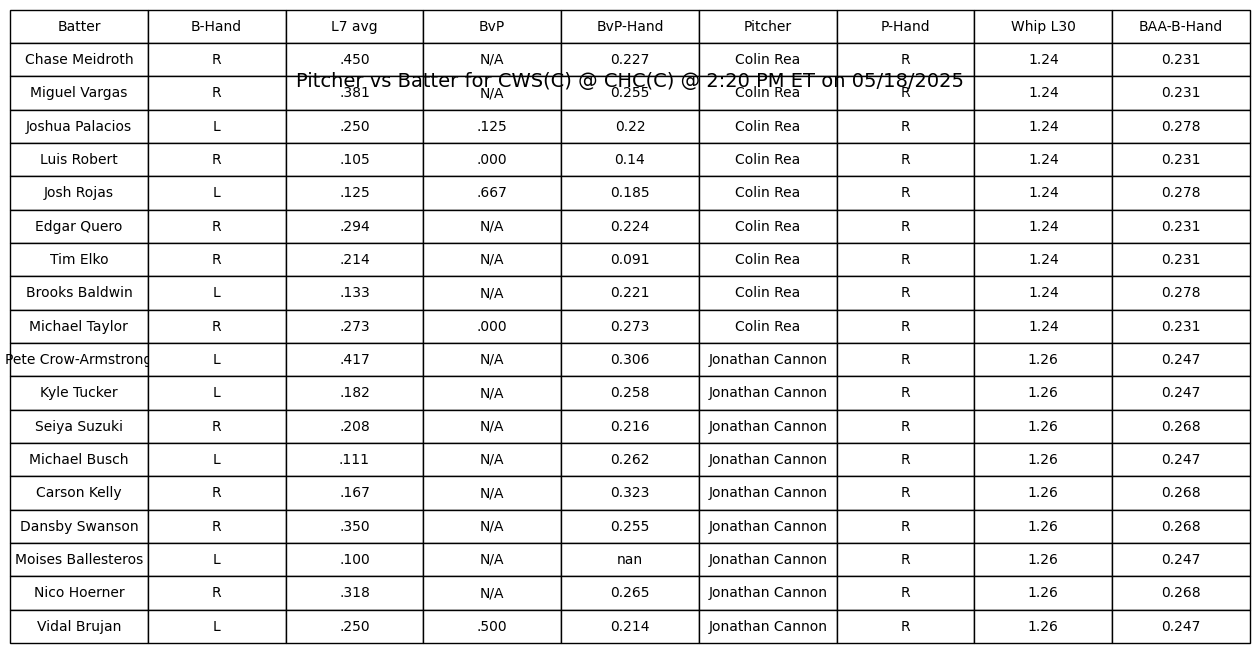 Batter B-Hand L7 avg BvP BvP-Hand Pitcher P-Hand Whip L30 BAA-B-Hand
Chase Meidroth R .450 N/A 0.227 Colin Rea R 1.24 0.231
Pitcher vs Batter for CWS(C) @ CHC(C) @ 2:20 PM ET on 05/18/2025
Miguel Vargas R .381 N/A 0.255 Colin Rea R 1.24 0.231
Joshua Palacios L .250 .125 0.22 Colin Rea R 1.24 0.278
Luis Robert R .105 .000 0.14 Colin Rea R 1.24 0.231
Josh Rojas L .125 .667 0.185 Colin Rea R 1.24 0.278
Edgar Quero R .294 N/A 0.224 Colin Rea R 1.24 0.231
Tim Elko R .214 N/A 0.091 Colin Rea R 1.24 0.231
Brooks Baldwin L .133 N/A 0.221 Colin Rea R 1.24 0.278
Michael Taylor R .273 .000 0.273 Colin Rea R 1.24 0.231
Pete Crow-Armstrong L .417 N/A 0.306 Jonathan Cannon R 1.26 0.247
Kyle Tucker L .182 N/A 0.258 Jonathan Cannon R 1.26 0.247
Seiya Suzuki R .208 N/A 0.216 Jonathan Cannon R 1.26 0.268
Michael Busch L .111 N/A 0.262 Jonathan Cannon R 1.26 0.247
Carson Kelly R .167 N/A 0.323 Jonathan Cannon R 1.26 0.268
Dansby Swanson R .350 N/A 0.255 Jonathan Cannon R 1.26 0.268
Moises Ballesteros L .100 N/A nan Jonathan Cannon R 1.26 0.247
Nico Hoerner R .318 N/A 0.265 Jonathan Cannon R 1.26 0.268
Vidal Brujan L .250 .500 0.214 Jonathan Cannon R 1.26 0.247